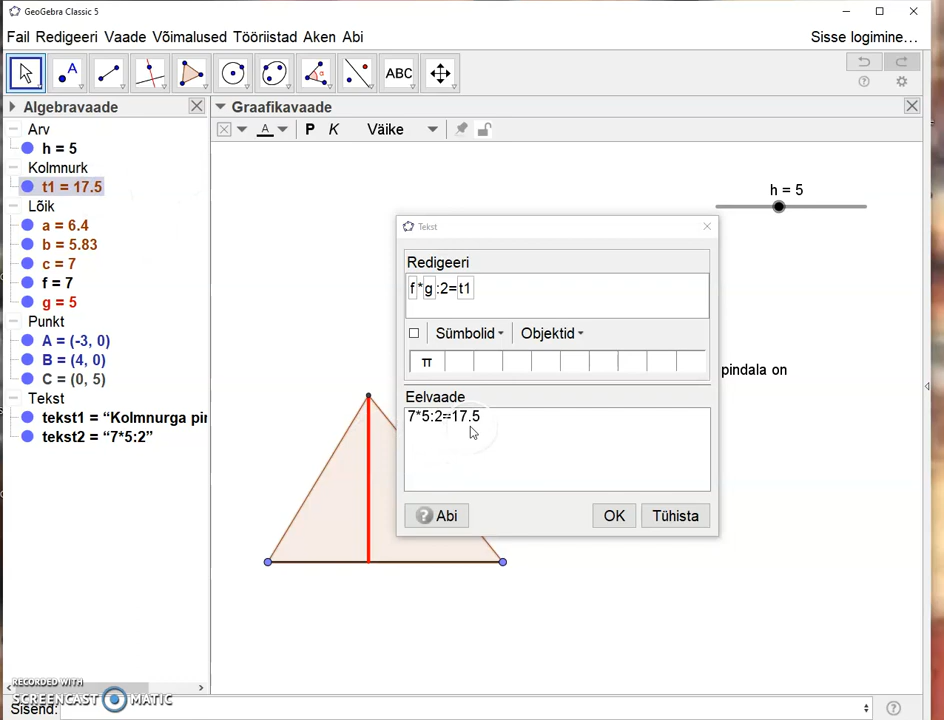 GeoGebra Classic 5
Fail Redigeeri Vaade Võimalused Tööriistad Aken Abi
Sisse logimine...
A
ABC
Algebravaade
Graafikavaade
A P K Väike
Arv
h = 5
Kolmnurk
t1 = 17.5
Lõik
a = 6.4
b = 5.83
c = 7
f = 7
g = 5
Punkt
A = (-3, 0)
B = (4, 0)
C = (0, 5)
Tekst
tekst1 = “Kolmnurga pin
tekst2 = “7*5:2”
h = 5
Tekst
Redigeeri
f*g:2=t1
Sümbolid Objektid
π
Eelvaade
7*5:2=17.5
? Abi OK Tühista
pindala on
RECORDED WITH
SCREENCAST MATIC
Sisend: